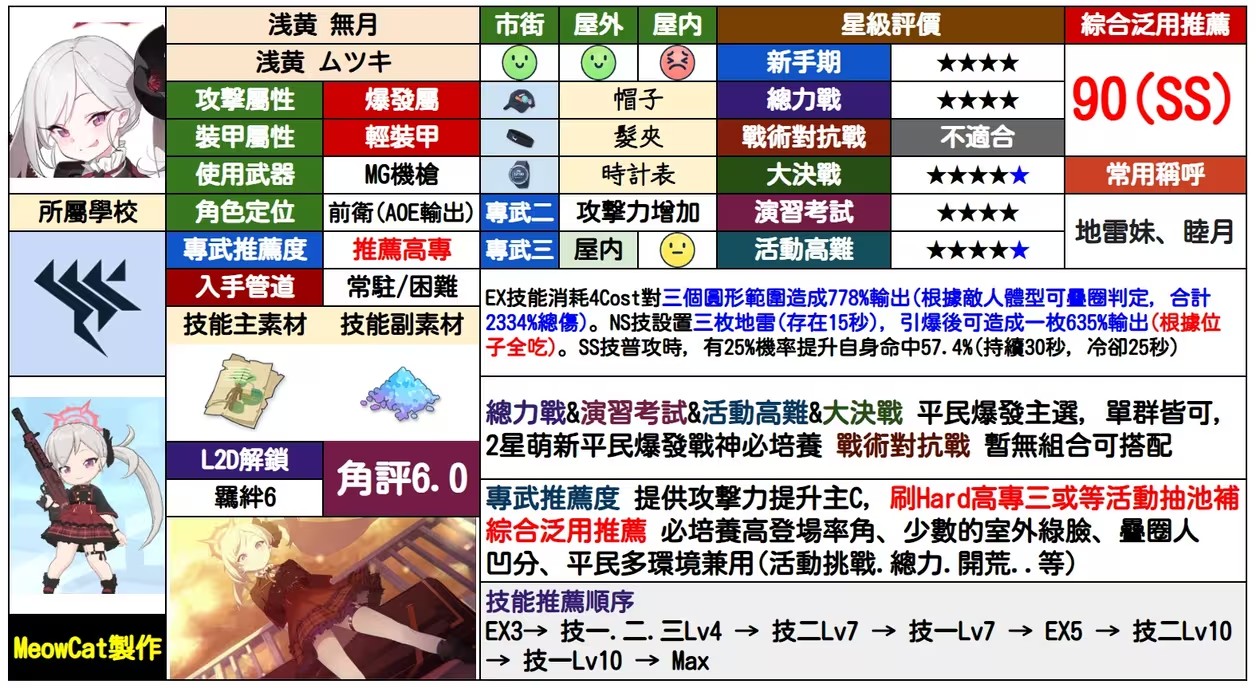 浅黄 無月
浅黄 ムツキ
攻擊屬性 爆發屬
裝甲屬性 輕裝甲
使用武器 MG機槍
所屬學校
角色定位 前衛(AOE輸出)
專武推薦度 推薦高專
入手管道 常駐/困難
技能主素材 技能副素材
L2D解鎖
羈絆6
角評6.0
MeowCat製作
市街 屋外 屋内
帽子
髮夾
時計表
專武二 攻擊力增加
專武三 屋内
星級評價
新手期 ★★★★
總力戰 ★★★★
戰術對抗戰 不適合
大決戰 ★★★★★
演習考試 ★★★★
活動高難 ★★★★★
綜合泛用推薦
90(SS)
常用稱呼
地雷妹、睦月
EX技能消耗4Cost對三個圓形範圍造成778%輸出(根據敵人體型可疊圈判定, 合計
2334%總傷)。NS技設置三枚地雷(存在15秒), 引爆後可造成一枚635%輸出(根據位
子全吃)。SS技普攻時, 有25%機率提升自身命中57.4%(持續30秒, 冷卻25秒)
總力戰&演習考試&活動高難&大決戰 平民爆發主選, 單群皆可,
2星萌新平民爆發戰神必培養 戰術對抗戰 暫無組合可搭配
專武推薦度 提供攻擊力提升主C, 刷Hard高專三或等活動抽池補
綜合泛用推薦 必培養高登場率角、少數的室外綠臉、疊圈人
凹分、平民多環境兼用(活動挑戰.總力.開荒..等)
技能推薦順序
EX3→ 技一.二.三Lv4 → 技二Lv7 → 技一Lv7 → EX5 → 技二Lv10
→ 技一Lv10 → Max